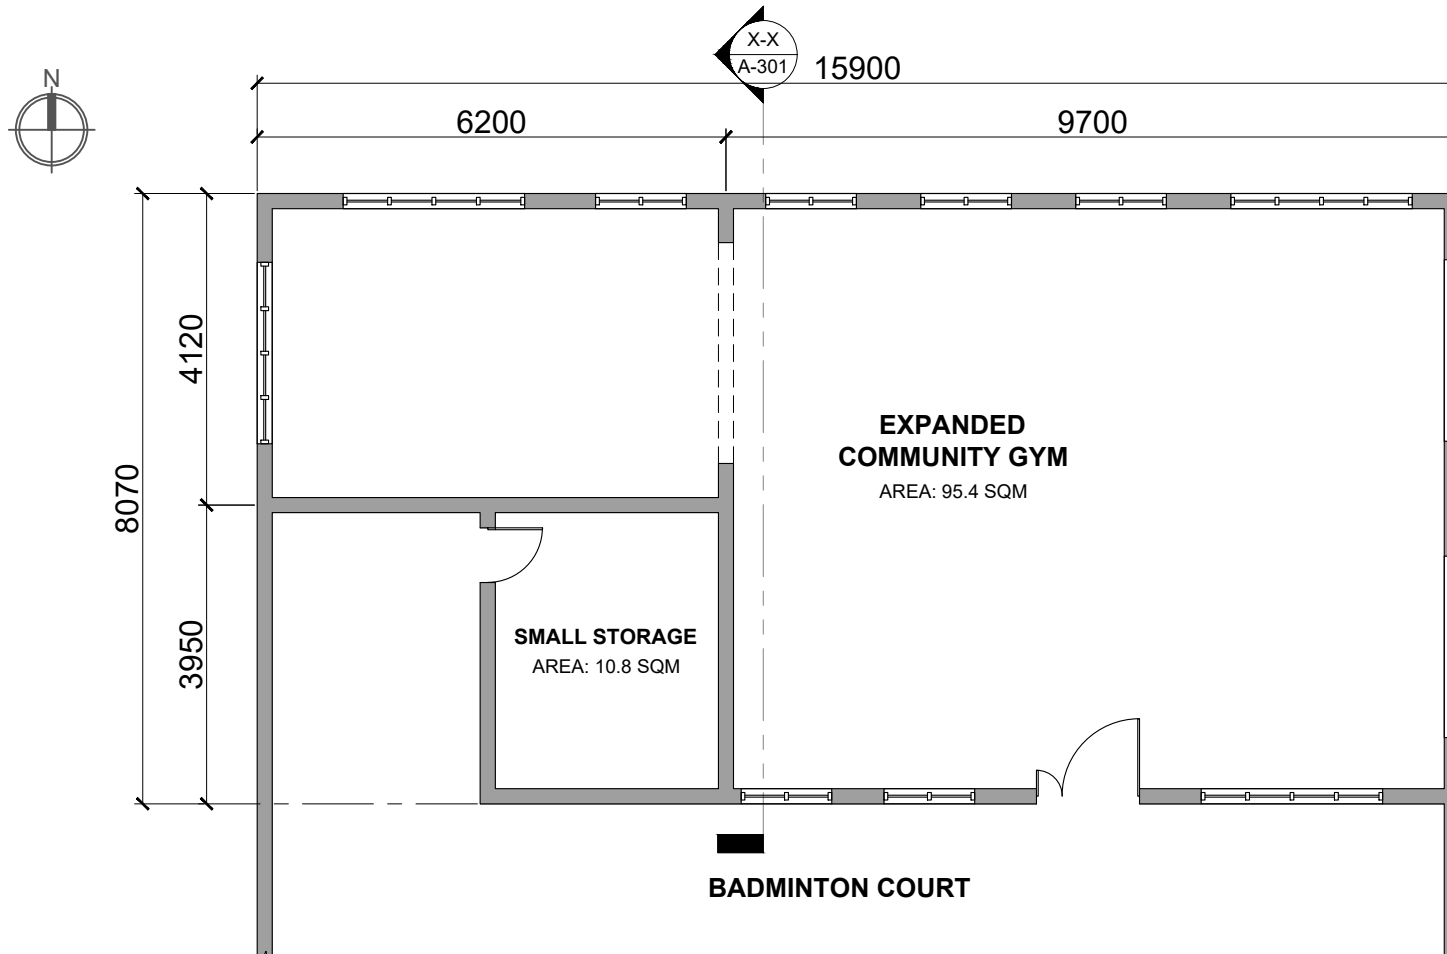 X-X
A-301
15900
N
6200
9700
4120
8070
EXPANDED
COMMUNITY GYM
AREA: 95.4 SQM
3950
SMALL STORAGE
AREA: 10.8 SQM
BADMINTON COURT